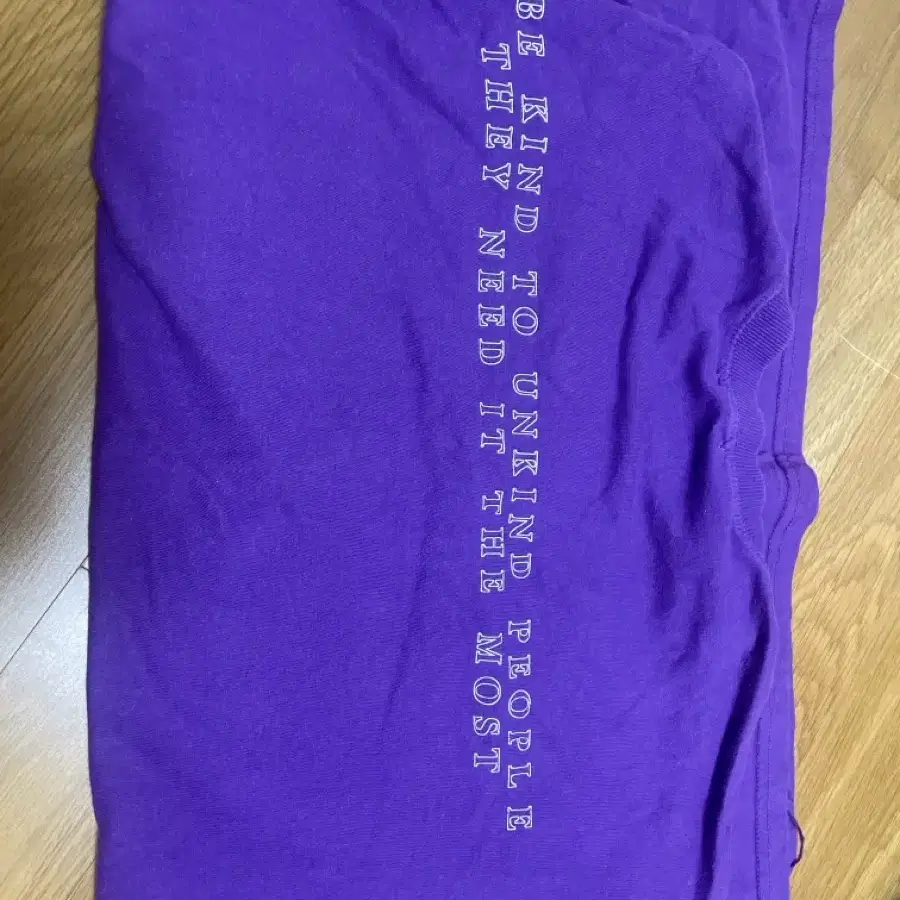 BE KIND TO UNKIND PEOPLE
THEY NEED IT THE MOST